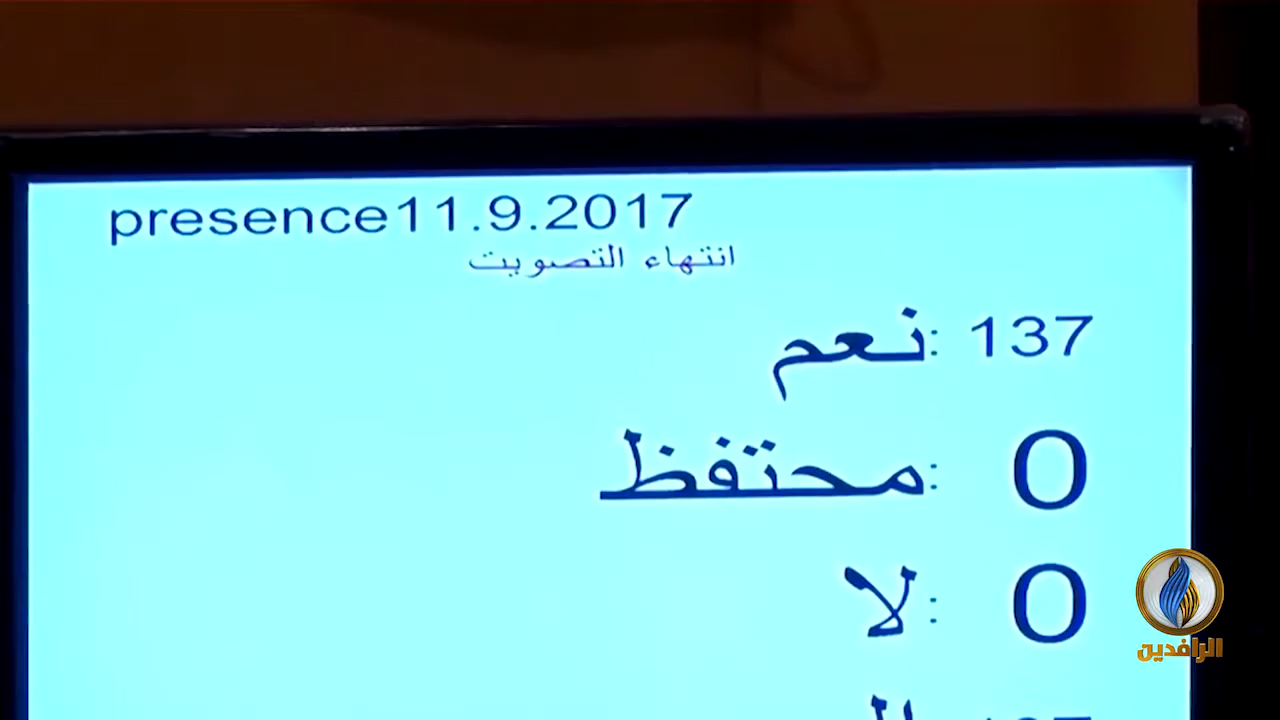 presence11.9.2017
انتهاء التصويت
نعم: 137
محتفظ: 0
لا: 0
الرافدين